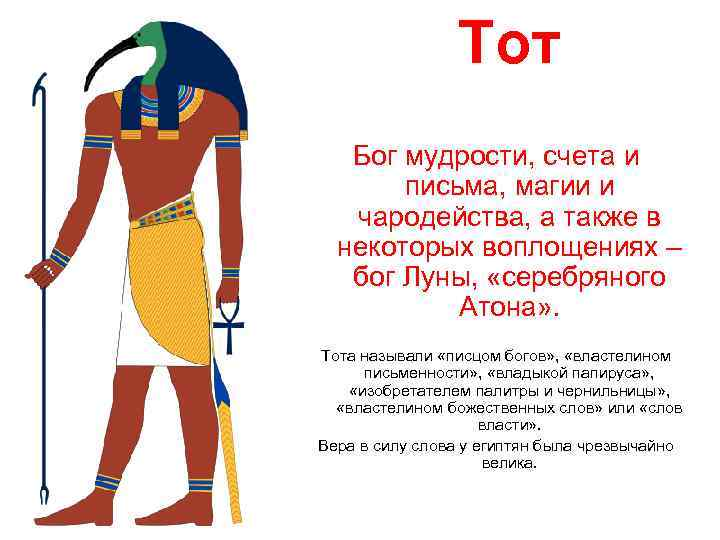 Тот
Бог мудрости, счета и
письма, магии и
чародейства, а также в
некоторых воплощениях –
бог Луны, «серебряного
Атона» .
Тота называли «писцом богов» , «властелином
письменности» , «владыкой папируса» ,
«изобретателем палитры и чернильницы» ,
«властелином божественных слов» или «слов
власти» .
Вера в силу слова у египтян была чрезвычайно
велика.